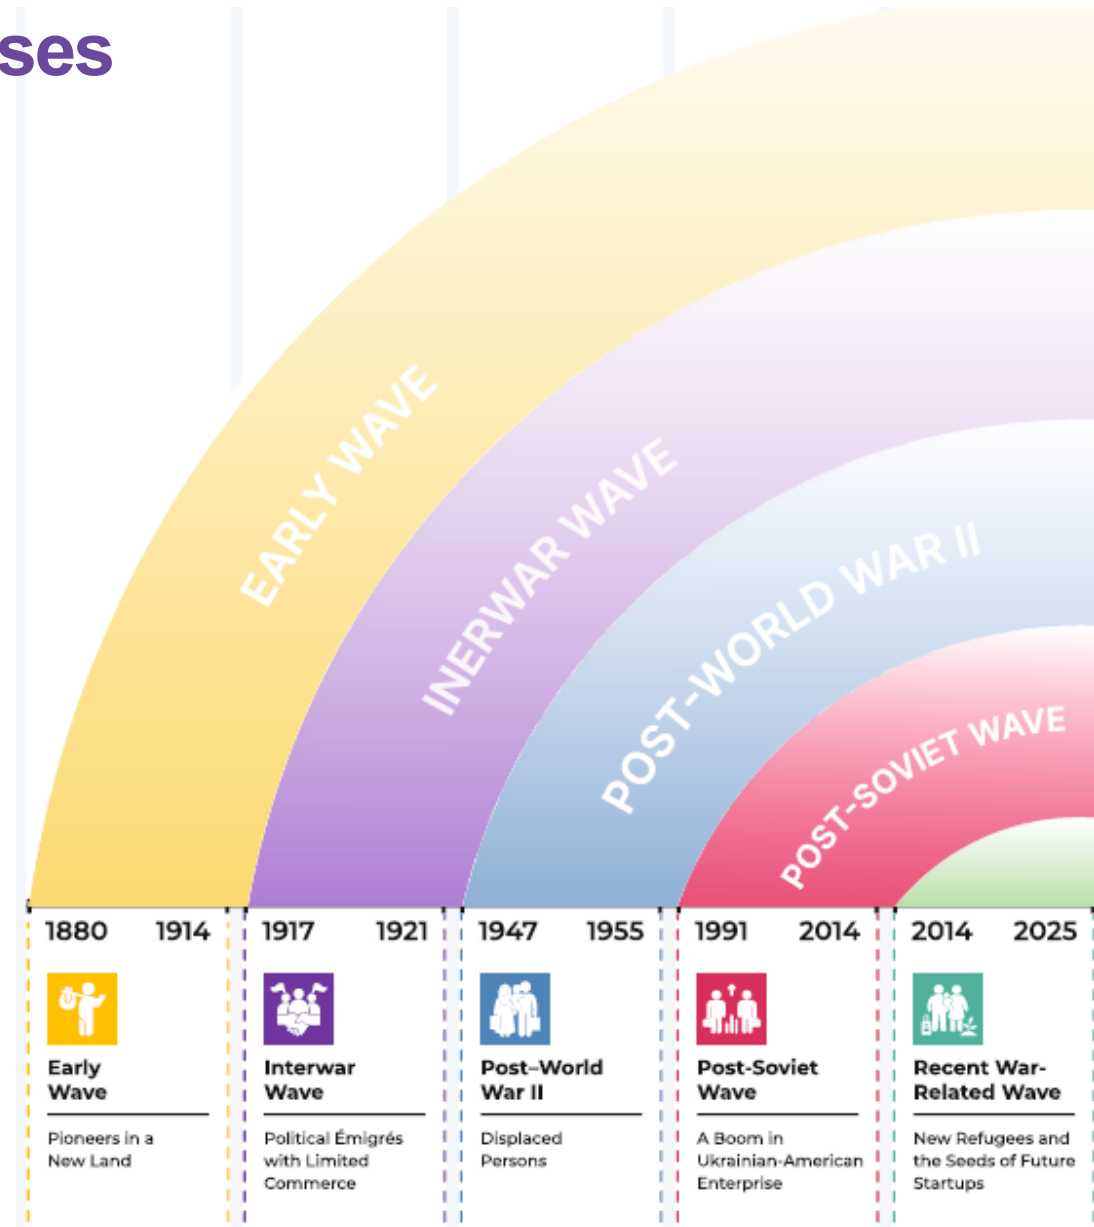 ses
EARLY WAVE
INERWAR WAVE
POST-WORLD WAR II
POST-SOVIET WAVE
1880 1914
Early
Wave
Pioneers in a
New Land
1917 1921
Interwar
Wave
Political Émigrés
with Limited
Commerce
1947 1955
Post–World
War II
Displaced
Persons
1991 2014
Post-Soviet
Wave
A Boom in
Ukrainian-American
Enterprise
2014 2025
Recent War-
Related Wave
New Refugees and
the Seeds of Future
Startups